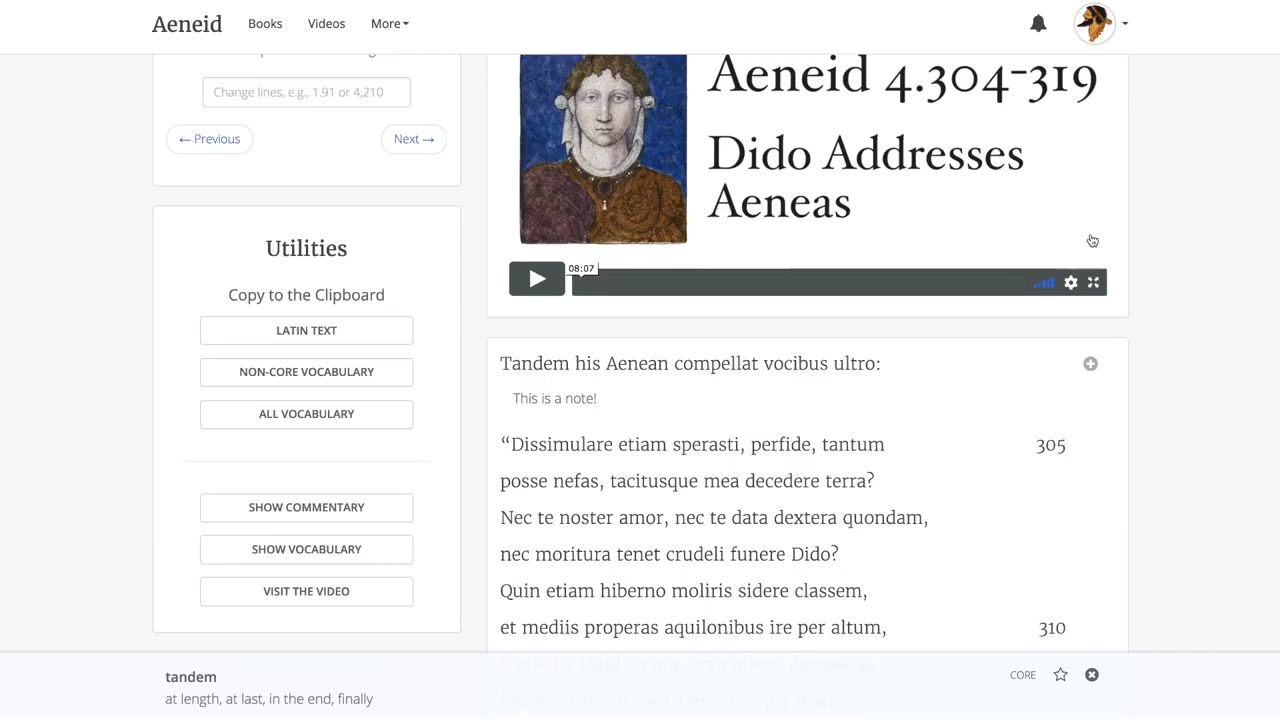 Aeneid Books Videos More
Change lines, e.g., 1.91 or 4,210
← Previous Next →
Utilities
Copy to the Clipboard
LATIN TEXT
NON-CORE VOCABULARY
ALL VOCABULARY
SHOW COMMENTARY
SHOW VOCABULARY
VISIT THE VIDEO
Aeneid 4.304-319
Dido Addresses
Aeneas
08:07
Tandem his Aenean compellat vocibus ultro:
This is a note!
“Dissimulare etiam sperasti, perfide, tantum 305
posse nefas, tacitusque mea decedere terra?
Nec te noster amor, nec te data dextera quondam,
nec moritura tenet crudeli funere Dido?
Quin etiam hiberno moliris sidere classem,
et mediis properas aquilonibus ire per altum, 310
tandem CORE
at length, at last, in the end, finally